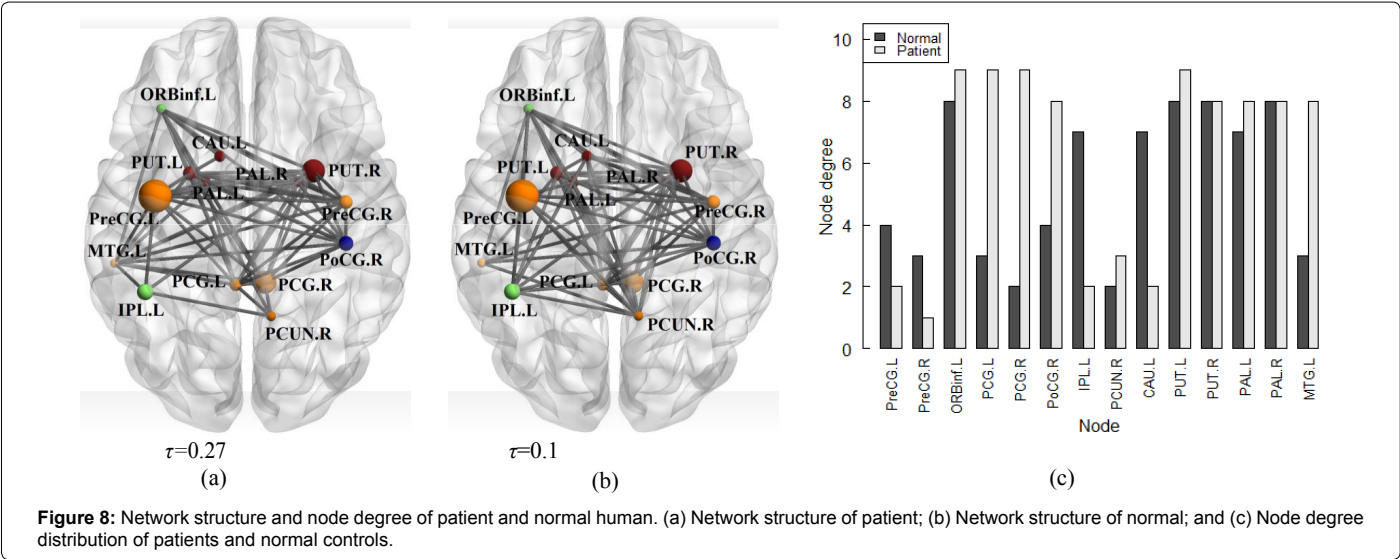 ORBinf.L
CAU.L
PUT.L
PAL.R
PUT.R
PAL.L
PreCG.L
PreCG.R
MTG.L
PoCG.R
PCG.L
PCG.R
IPL.L
PCUN.R
τ=0.27
(a)
ORBinf.L
CAU.L
PUT.L
PUT.R
PAL.R
PAL.L
PreCG.L
PreCG.R
MTG.L
PoCG.R
PCG.L
PCG.R
IPL.L
PCUN.R
τ=0.1
(b)
Normal
Patient
10
8
6
4
2
0
Node degree
PreCG.L
PreCG.R
ORBinf.L
PCG.L
PCG.R
PoCG.R
IPL.L
PCUN.R
CAU.L
PUT.L
PUT.R
PAL.L
PAL.R
MTG.L
Node
(c)
Figure 8: Network structure and node degree of patient and normal human. (a) Network structure of patient; (b) Network structure of normal; and (c) Node degree
distribution of patients and normal controls.